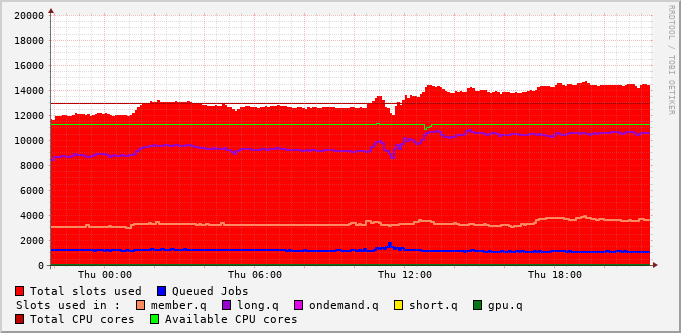 20000
18000
16000
14000
12000
10000
8000
6000
4000
2000
0
Thu 00:00 Thu 06:00 Thu 12:00 Thu 18:00
Total slots used Queued Jobs
Slots used in : member.q long.q ondemand.q short.q gpu.q
Total CPU cores Available CPU cores
RRDTOOL / TOBI OETIKER